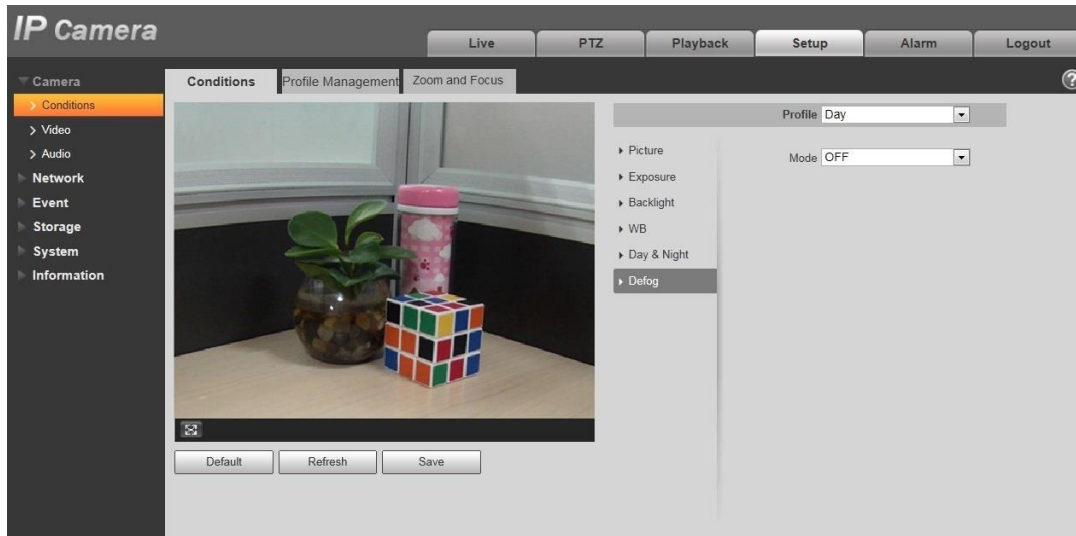 IP Camera
Live PTZ Playback Setup Alarm Logout
Camera
Conditions
Video
Audio
Network
Event
Storage
System
Information
Conditions Profile Management Zoom and Focus
?
Profile Day
Picture
Exposure
Backlight
WB
Day & Night
Defog
Mode OFF
Default Refresh Save